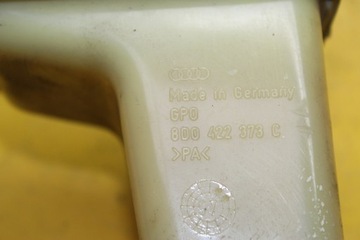 Made in Germany
GPO
8D0 422 373 C
>PA<